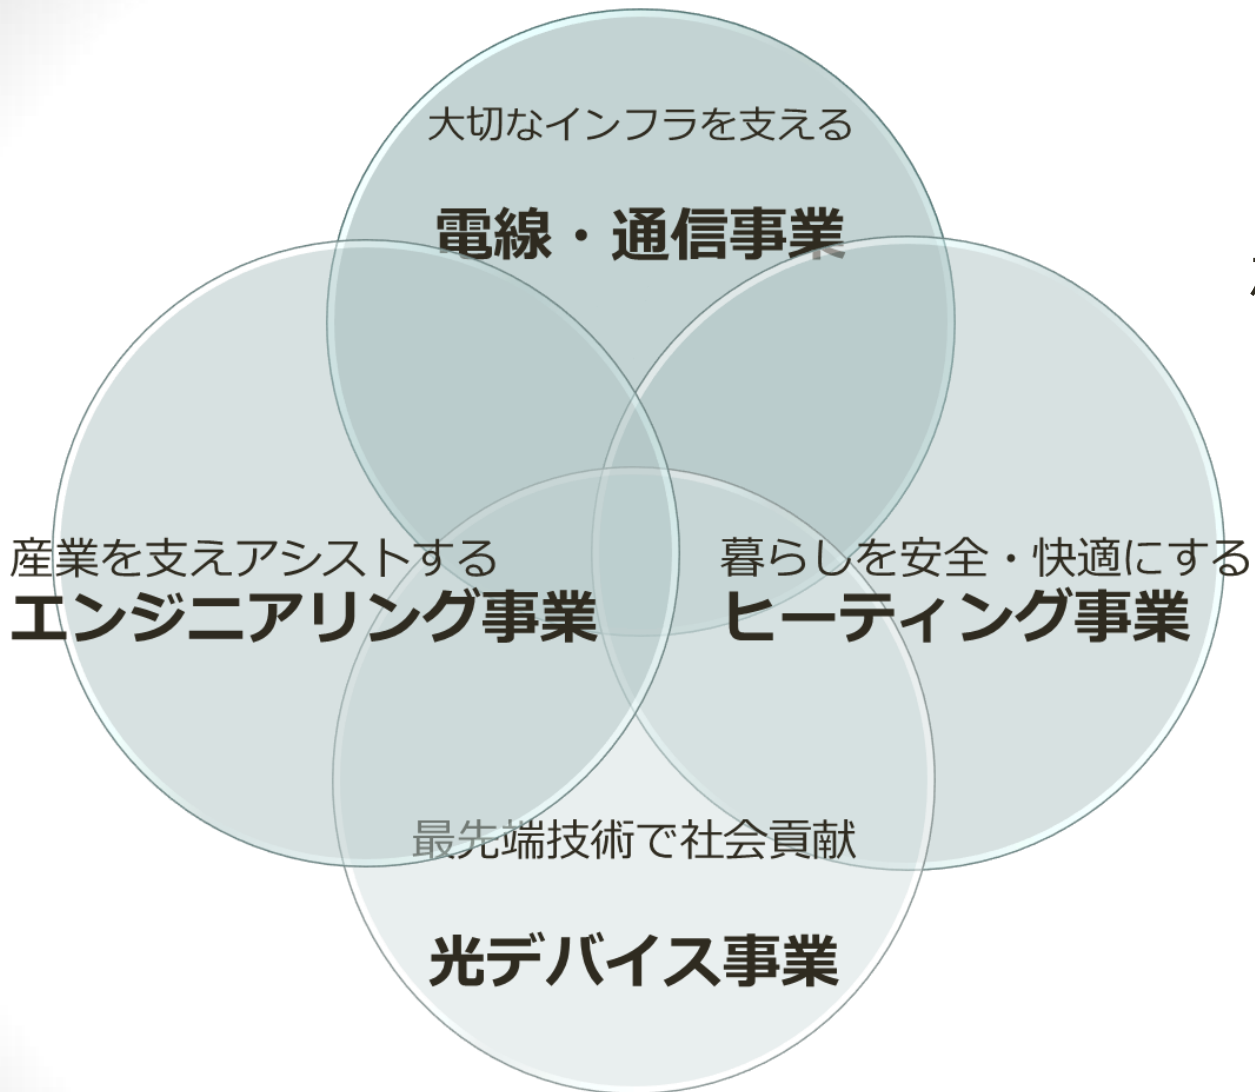 大切なインフラを支える
電線・通信事業
産業を支えアシストする
エンジニアリング事業
暮らしを安全・快適にする
ヒーティング事業
最先端技術で社会貢献
光デバイス事業